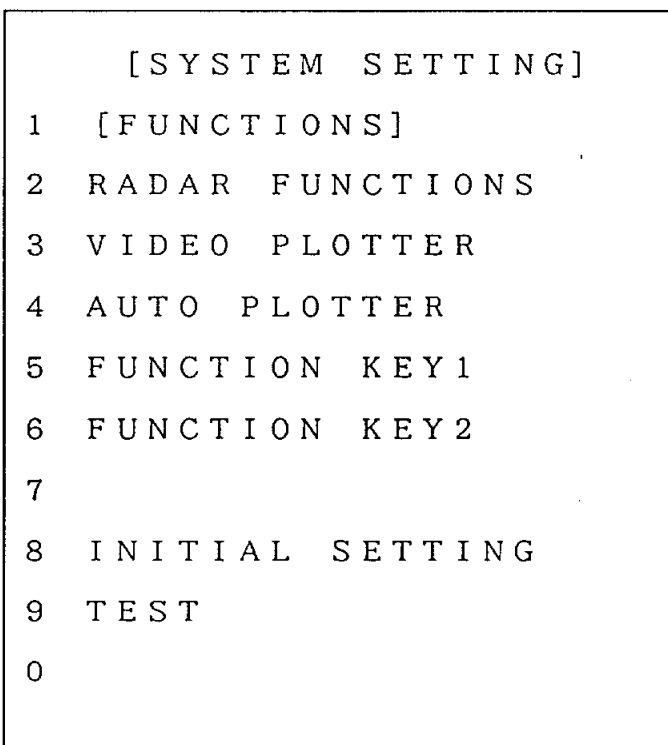 [SYSTEM SETTING]
1 [FUNCTIONS]
2 RADAR FUNCTIONS
3 VIDEO PLOTTER
4 AUTO PLOTTER
5 FUNCTION KEY1
6 FUNCTION KEY2
7
8 INITIAL SETTING
9 TEST
0